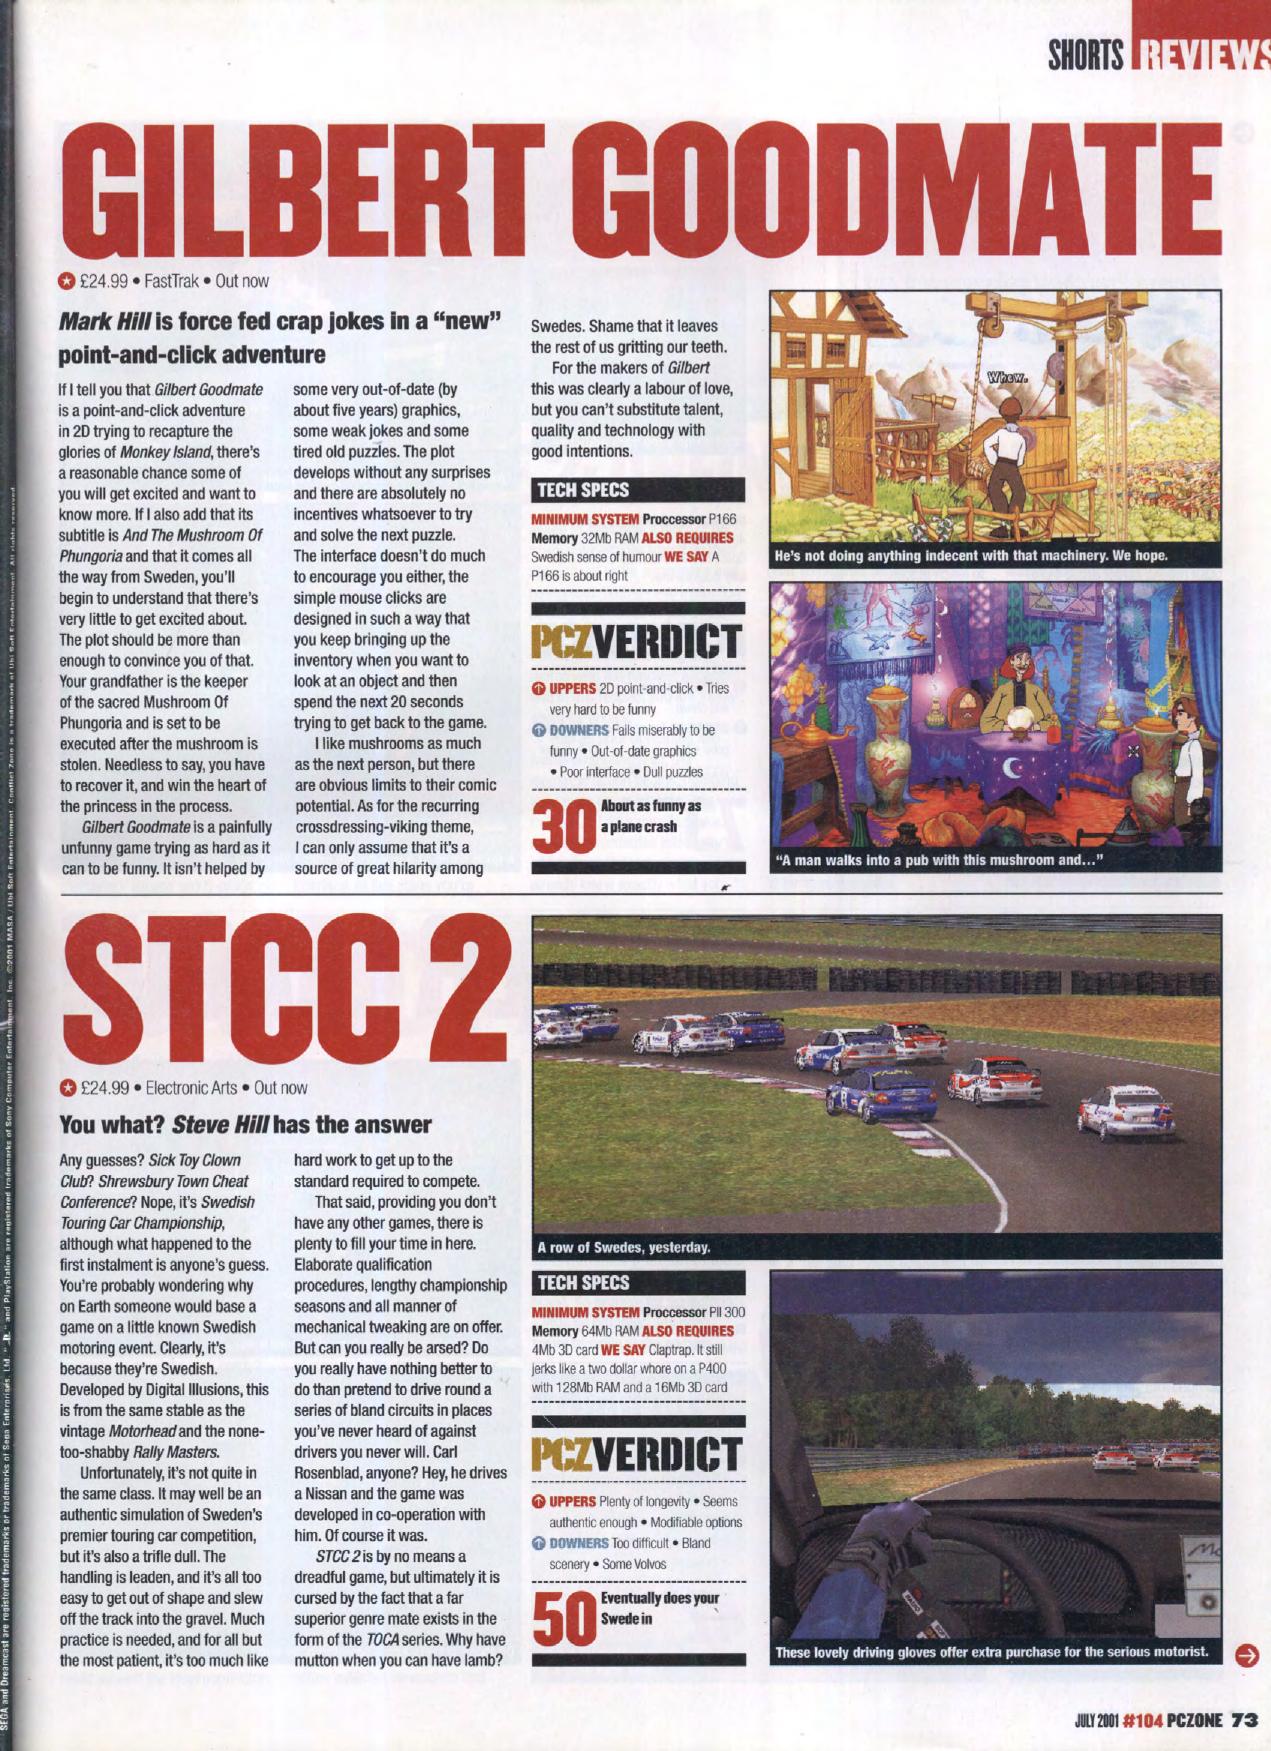 SHORTS REVIEWS
GILBERT GOODMATE
£24.99 • FastTrak • Out now
Mark Hill is force fed crap jokes in a “new”
point-and-click adventure
If I tell you that Gilbert Goodmate
is a point-and-click adventure
in 2D trying to recapture the
glories of Monkey Island, there's
a reasonable chance some of
you will get excited and want to
know more. If I also add that its
subtitle is And The Mushroom Of
Phungoria and that it comes all
the way from Sweden, you'll
begin to understand that there's
very little to get excited about.
The plot should be more than
enough to convince you of that.
Your grandfather is the keeper
of the sacred Mushroom Of
Phungoria and is set to be
executed after the mushroom is
stolen. Needless to say, you have
to recover it, and win the heart of
the princess in the process.
Gilbert Goodmate is a painfully
unfunny game trying as hard as it
can to be funny. It isn't helped by
some very out-of-date (by
about five years) graphics,
some weak jokes and some
tired old puzzles. The plot
develops without any surprises
and there are absolutely no
incentives whatsoever to try
and solve the next puzzle.
The interface doesn't do much
to encourage you either, the
simple mouse clicks are
designed in such a way that
you keep bringing up the
inventory when you want to
look at an object and then
spend the next 20 seconds
trying to get back to the game.
I like mushrooms as much
as the next person, but there
are obvious limits to their comic
potential. As for the recurring
crossdressing-viking theme,
I can only assume that it's a
source of great hilarity among
Swedes. Shame that it leaves
the rest of us gritting our teeth.
For the makers of Gilbert
this was clearly a labour of love,
but you can't substitute talent,
quality and technology with
good intentions.
TECH SPECS
MINIMUM SYSTEM Proccessor P166
Memory 32Mb RAM ALSO REQUIRES
Swedish sense of humour WE SAY A
P166 is about right
PCZVERDICT
UPPERS 2D point-and-click • Tries
very hard to be funny
DOWNERS Fails miserably to be
funny • Out-of-date graphics
• Poor interface • Dull puzzles
30 About as funny as
a plane crash
Whew.
He's not doing anything indecent with that machinery. We hope.
“A man walks into a pub with this mushroom and...”
STCC 2
£24.99 • Electronic Arts • Out now
You what? Steve Hill has the answer
Any guesses? Sick Toy Clown
Club? Shrewsbury Town Cheat
Conference? Nope, it's Swedish
Touring Car Championship,
although what happened to the
first instalment is anyone's guess.
You're probably wondering why
on Earth someone would base a
game on a little known Swedish
motoring event. Clearly, it's
because they're Swedish.
Developed by Digital Illusions, this
is from the same stable as the
vintage Motorhead and the none-
too-shabby Rally Masters.
Unfortunately, it's not quite in
the same class. It may well be an
authentic simulation of Sweden's
premier touring car competition,
but it's also a trifle dull. The
handling is leaden, and it's all too
easy to get out of shape and slew
off the track into the gravel. Much
practice is needed, and for all but
the most patient, it's too much like
hard work to get up to the
standard required to compete.
That said, providing you don't
have any other games, there is
plenty to fill your time in here.
Elaborate qualification
procedures, lengthy championship
seasons and all manner of
mechanical tweaking are on offer.
But can you really be arsed? Do
you really have nothing better to
do than pretend to drive round a
series of bland circuits in places
you've never heard of against
drivers you never will. Carl
Rosenblad, anyone? Hey, he drives
a Nissan and the game was
developed in co-operation with
him. Of course it was.
STCC 2 is by no means a
dreadful game, but ultimately it is
cursed by the fact that a far
superior genre mate exists in the
form of the TOCA series. Why have
mutton when you can have lamb?
A row of Swedes, yesterday.
TECH SPECS
MINIMUM SYSTEM Proccessor PII 300
Memory 64Mb RAM ALSO REQUIRES
4Mb 3D card WE SAY Claptrap. It still
jerks like a two dollar whore on a P400
with 128Mb RAM and a 16Mb 3D card
PCZVERDICT
UPPERS Plenty of longevity • Seems
authentic enough • Modifiable options
DOWNERS Too difficult • Bland
scenery • Some Volvos
50 Eventually does your
Swede in
These lovely driving gloves offer extra purchase for the serious motorist.
JULY 2001 #104 PCZONE 73
SEGA and Dreamcast are registered trademarks or trademarks of Sega Enterprises, Ltd. " and PlayStation are registered trademarks of Sony Computer Entertainment Inc. ©2001 MASA / Ubi Soft Entertainment. Conflict Zone is a trademark of Ubi Soft Entertainment. All rights reserved